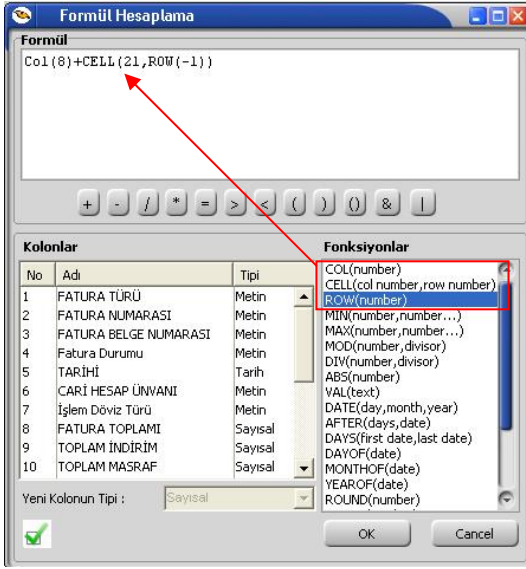 Formül Hesaplama
Formül
Col(8)+CELL(21,ROW(-1))
+ - / * = > < ( ) () & |
Kolonlar
No Adı Tipi
1 FATURA TÜRÜ Metin
2 FATURA NUMARASI Metin
3 FATURA BELGE NUMARASI Metin
4 Fatura Durumu Metin
5 TARİHİ Tarih
6 CARİ HESAP ÜNVANI Metin
7 İşlem Döviz Türü Metin
8 FATURA TOPLAMI Sayısal
9 TOPLAM İNDİRİM Sayısal
10 TOPLAM MASRAF Sayısal
Yeni Kolonun Tipi : Sayısal
Fonksiyonlar
COL(number)
CELL(col number,row number)
ROW(number)
MIN(number,number...)
MAX(number,number...)
MOD(number,divisor)
DIV(number,divisor)
ABS(number)
VAL(text)
DATE(day,month,year)
AFTER(days,date)
DAYS(first date,last date)
DAYOF(date)
MONTHOF(date)
YEAROF(date)
ROUND(number)
OK Cancel